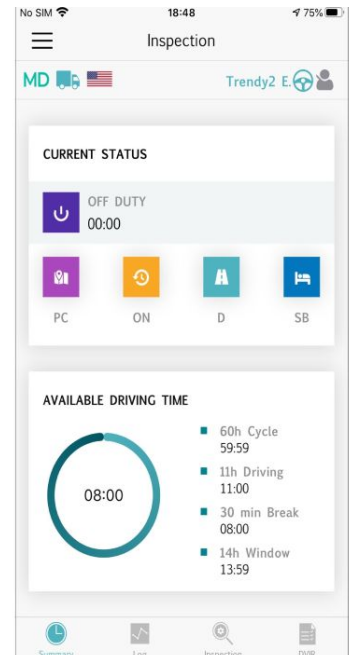 No SIM 18:48 75%
Inspection
MD Trendy2 E.
CURRENT STATUS
OFF DUTY
00:00
PC ON D SB
AVAILABLE DRIVING TIME
60h Cycle
59:59
11h Driving
11:00
08:00
30 min Break
08:00
14h Window
13:59
Summary Log Inspection DVIR